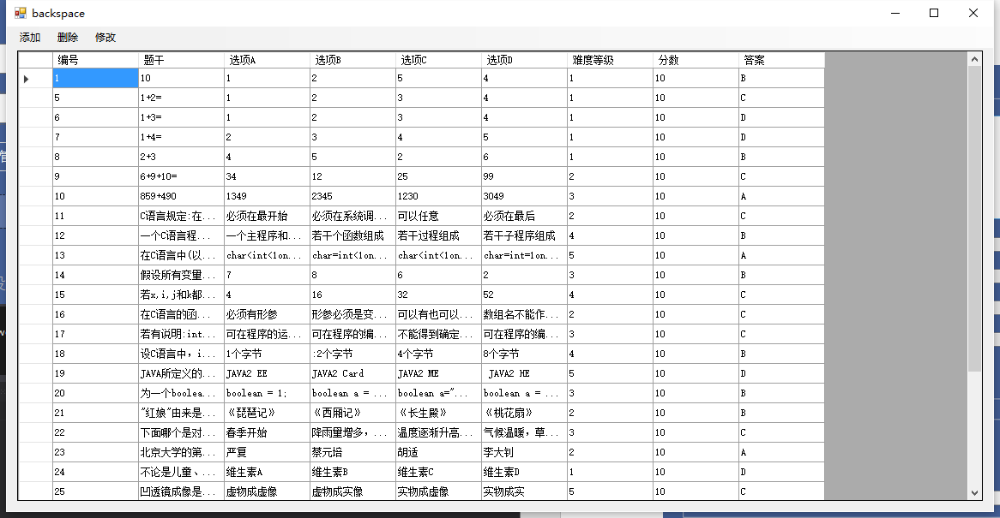 backspace
添加 删除 修改
编号 题干 选项A 选项B 选项C 选项D 难度等级 分数 答案
1 10 1 2 5 4 1 10 B
5 1+2= 1 2 3 4 1 10 C
6 1+3= 1 2 3 4 1 10 D
7 1+4= 2 3 4 5 1 10 D
8 2+3 4 5 2 6 1 10 B
9 6+9+10= 34 12 25 99 2 10 C
10 859+490 1349 2345 1230 3049 3 10 A
11 C语言规定:在... 必须在最开始 必须在系统调... 可以任意 必须在最后 2 10 C
12 一个C语言程... 一个主程序和... 若干个函数组成 若干过程组成 若干子程序组成 4 10 B
13 在C语言中(以... char<int<lon... char=int<lon... char<int<lon... char=int=lon... 5 10 A
14 假设所有变量... 7 8 6 2 3 10 B
15 若x,i,j和k都... 4 16 32 52 4 10 C
16 在C语言的函... 必须有形参 形参必须是变... 可以有也可以... 数组名不能作... 2 10 C
17 若有说明:int... 可在程序的运... 可在程序的编... 不能得到确定... 可在程序的编... 3 10 C
18 设C语言中，i... 1个字节 :2个字节 4个字节 8个字节 4 10 B
19 JAVA所定义的... JAVA2 EE JAVA2 Card JAVA2 ME JAVA2 HE 5 10 D
20 为一个boolea... boolean = 1; boolean a = ... boolean a="... boolean a = ... 3 10 B
21 "红娘"由来是... 《琵琶记》 《西厢记》 《长生殿》 《桃花扇》 2 10 B
22 下面哪个是对... 春季开始 降雨量增多，... 温度逐渐升高... 气候温暖，草... 3 10 C
23 北京大学的第... 严复 蔡元培 胡适 李大钊 2 10 A
24 不论是儿童、... 维生素A 维生素B 维生素C 维生素D 1 10 D
25 凹透镜成像是... 虚物成虚像 虚物成实像 实物成虚像 实物成实 5 10 C